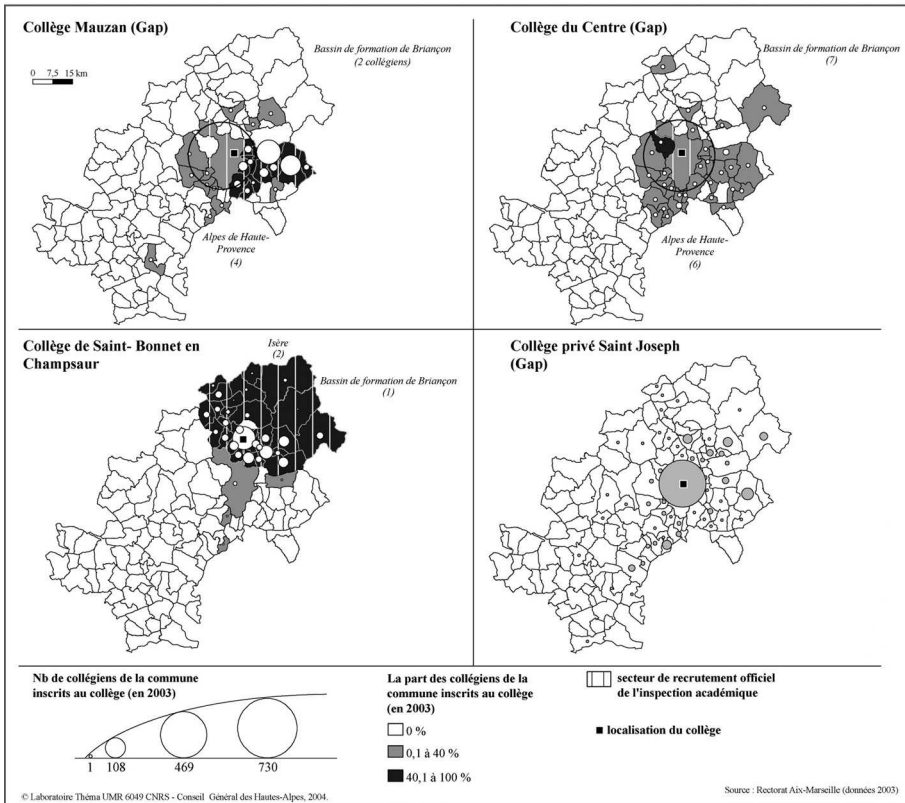 Collège Mauzan (Gap)
Bassin de formation de Briançon
(2 collégiens)
0 7,5 15 km
Alpes de Haute-
Provence
(4)
Collège du Centre (Gap)
Bassin de formation de Briançon
(7)
Alpes de Haute-
Provence
(6)
Collège de Saint- Bonnet en
Champsaur
Isère
(2)
Bassin de formation de Briançon
(1)
Collège privé Saint Joseph
(Gap)
Nb de collégiens de la commune
inscrits au collège (en 2003)
1 108 469 730
La part des collégiens de la
commune inscrits au collège
(en 2003)
0 %
0,1 à 40 %
40,1 à 100 %
secteur de recrutement officiel
de l'inspection académique
localisation du collège
© Laboratoire Théma UMR 6049 CNRS - Conseil Général des Hautes-Alpes, 2004.
Source : Rectorat Aix-Marseille (données 2003)